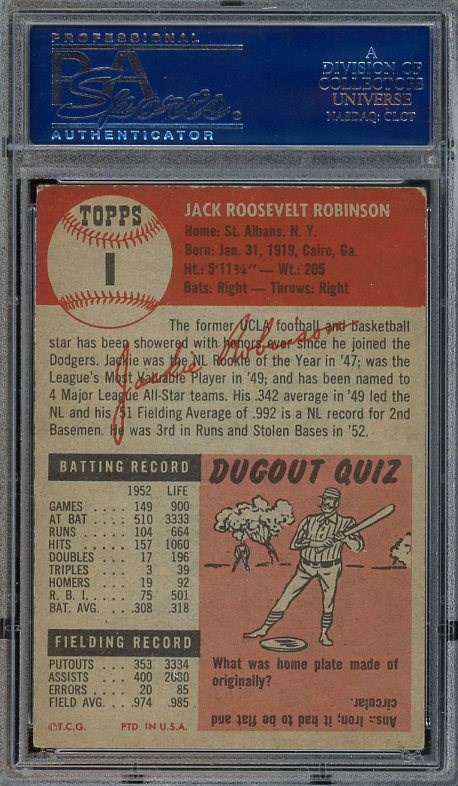 PROFESSIONAL
PSA
Sports
AUTHENTICATOR
A
DIVISION OF
COLLECTORS
UNIVERSE
NASDAQ: CLCT
TOPPS
1
JACK ROOSEVELT ROBINSON
Home: St. Albans, N. Y.
Born: Jan. 31, 1919, Cairo, Ga.
Ht.: 5'11¾" — Wt.: 205
Bats: Right — Throws: Right
The former UCLA football and basketball
star has been showered with honors ever since he joined the
Dodgers. Jackie was the NL Rookie of the Year in '47; was the
League's Most Valuable Player in '49; and has been named to
4 Major League All-Star teams. His .342 average in '49 led the
NL and his '51 Fielding Average of .992 is a NL record for 2nd
Basemen. He was 3rd in Runs and Stolen Bases in '52.
Jackie Robinson
BATTING RECORD
1952 LIFE
GAMES .... 149 900
AT BAT .... 510 3333
RUNS ..... 104 664
HITS ..... 157 1060
DOUBLES .. 17 196
TRIPLES ... 3 39
HOMERS ... 19 92
R. B. I. .... 75 501
BAT. AVG. .. .308 .318
FIELDING RECORD
PUTOUTS ... 353 3334
ASSISTS ... 400 2680
ERRORS .... 20 85
FIELD AVG. .. .974 .985
©T.C.G. PTD. IN U.S.A.
DUGOUT QUIZ
What was home plate made of
originally?
Ans.: Iron; it had to be flat and
circular.